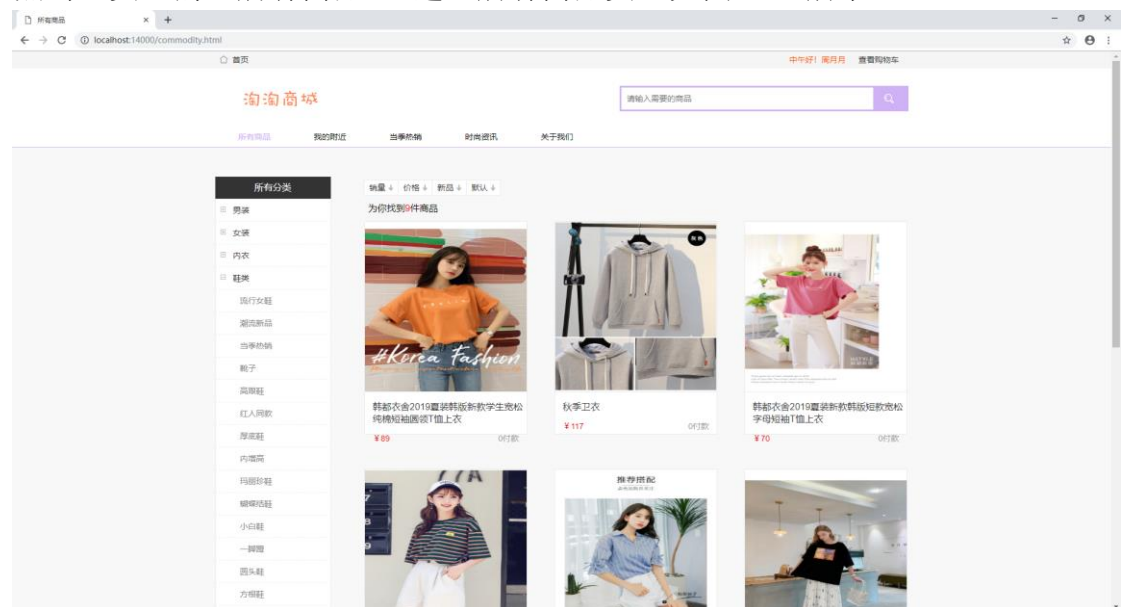 所有商品
localhost:14000/commodity.html
首页
中午好！周月月 查看购物车
淘淘商城
请输入需要的商品
所有商品 我的附近 当季热销 时尚资讯 关于我们
所有分类
销量 价格 新品 默认
为你找到9件商品
男装
女装
内衣
鞋类
流行女鞋
潮流新品
当季热销
靴子
高跟鞋
红人同款
厚底鞋
内增高
玛丽珍鞋
蝴蝶结鞋
小白鞋
一脚蹬
圆头鞋
方根鞋
#Korea Fashion
韩都衣舍2019夏装韩版新款学生宽松
纯棉短袖圆领T恤上衣
¥89 0付款
秋季卫衣
¥117 0付款
韩都衣舍2019夏装新款韩版短款宽松
字母短袖T恤上衣
¥70 0付款
推荐搭配